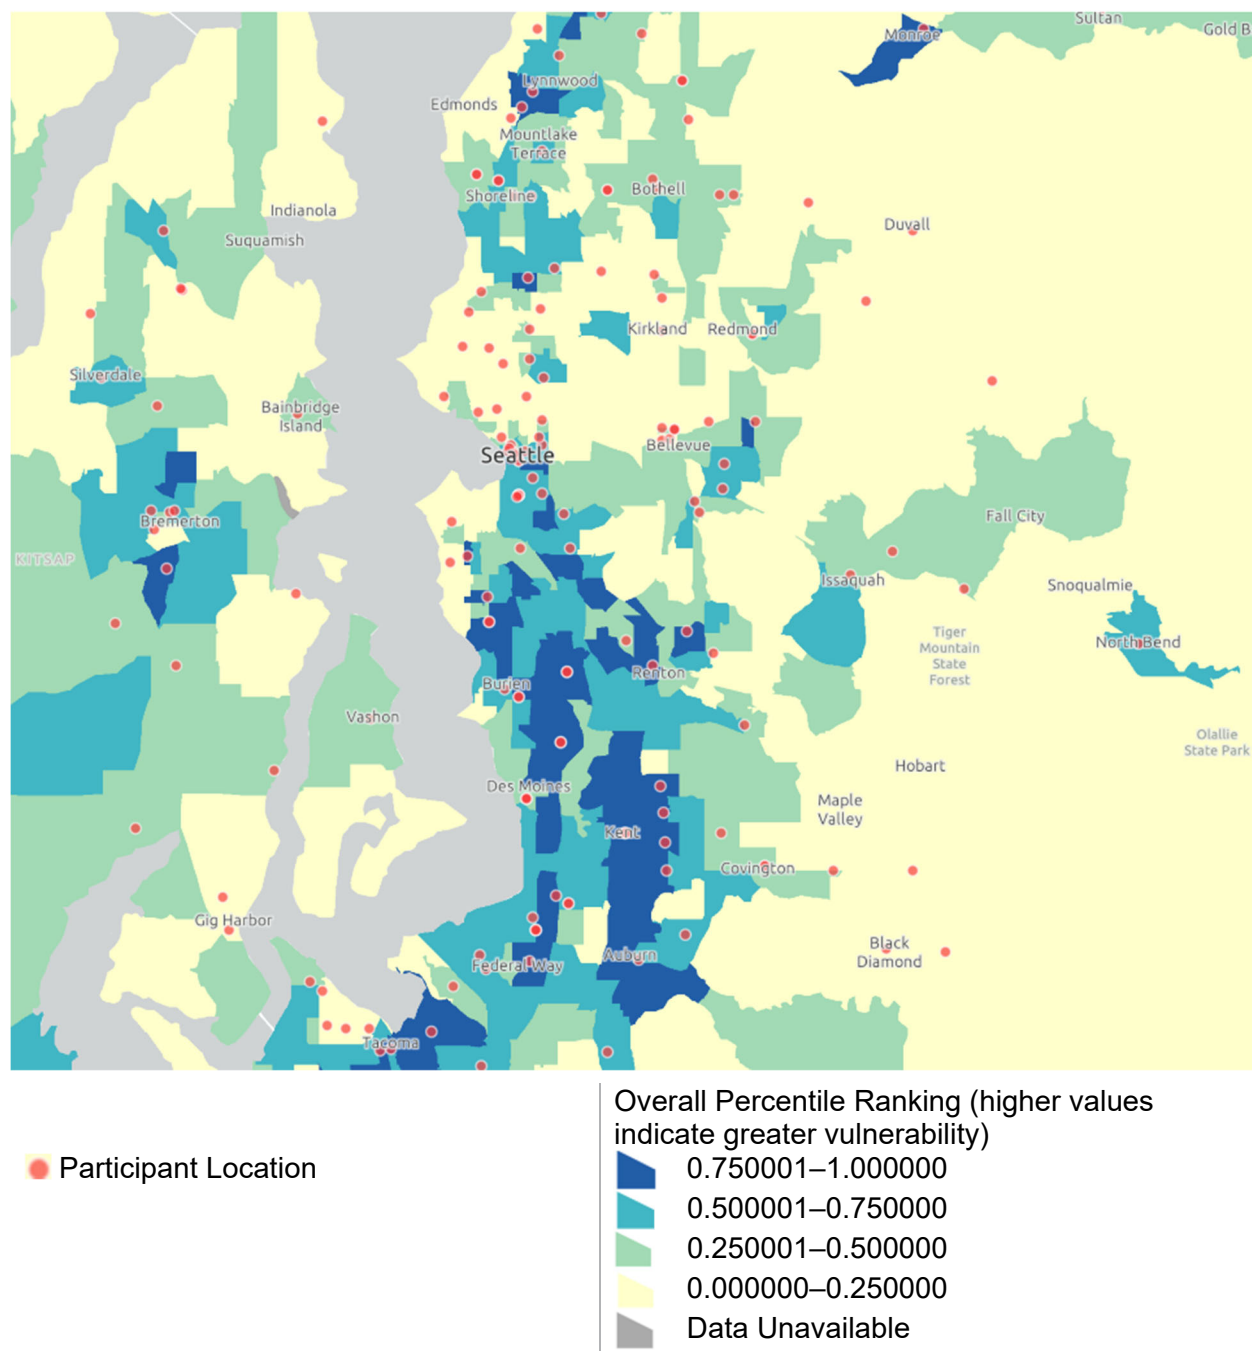 Sultan
Gold B
Monroe
Lynnwood
Edmonds
Mountlake
Terrace
Bothell
Shoreline
Indianola
Suquamish
Duvall
Kirkland
Redmond
Silverdale
Bainbridge
Island
Bellevue
Seattle
Bremerton
Fall City
KITSAP
Issaquah
Snoqualmie
North Bend
Tiger
Mountain
State
Forest
Renton
Burien
Vashon
Olallie
State Park
Hobart
Des Moines
Maple
Valley
Kent
Covington
Gig Harbor
Black
Diamond
Auburn
Federal Way
Tacoma
Participant Location
Overall Percentile Ranking (higher values
indicate greater vulnerability)
0.750001–1.000000
0.500001–0.750000
0.250001–0.500000
0.000000–0.250000
Data Unavailable